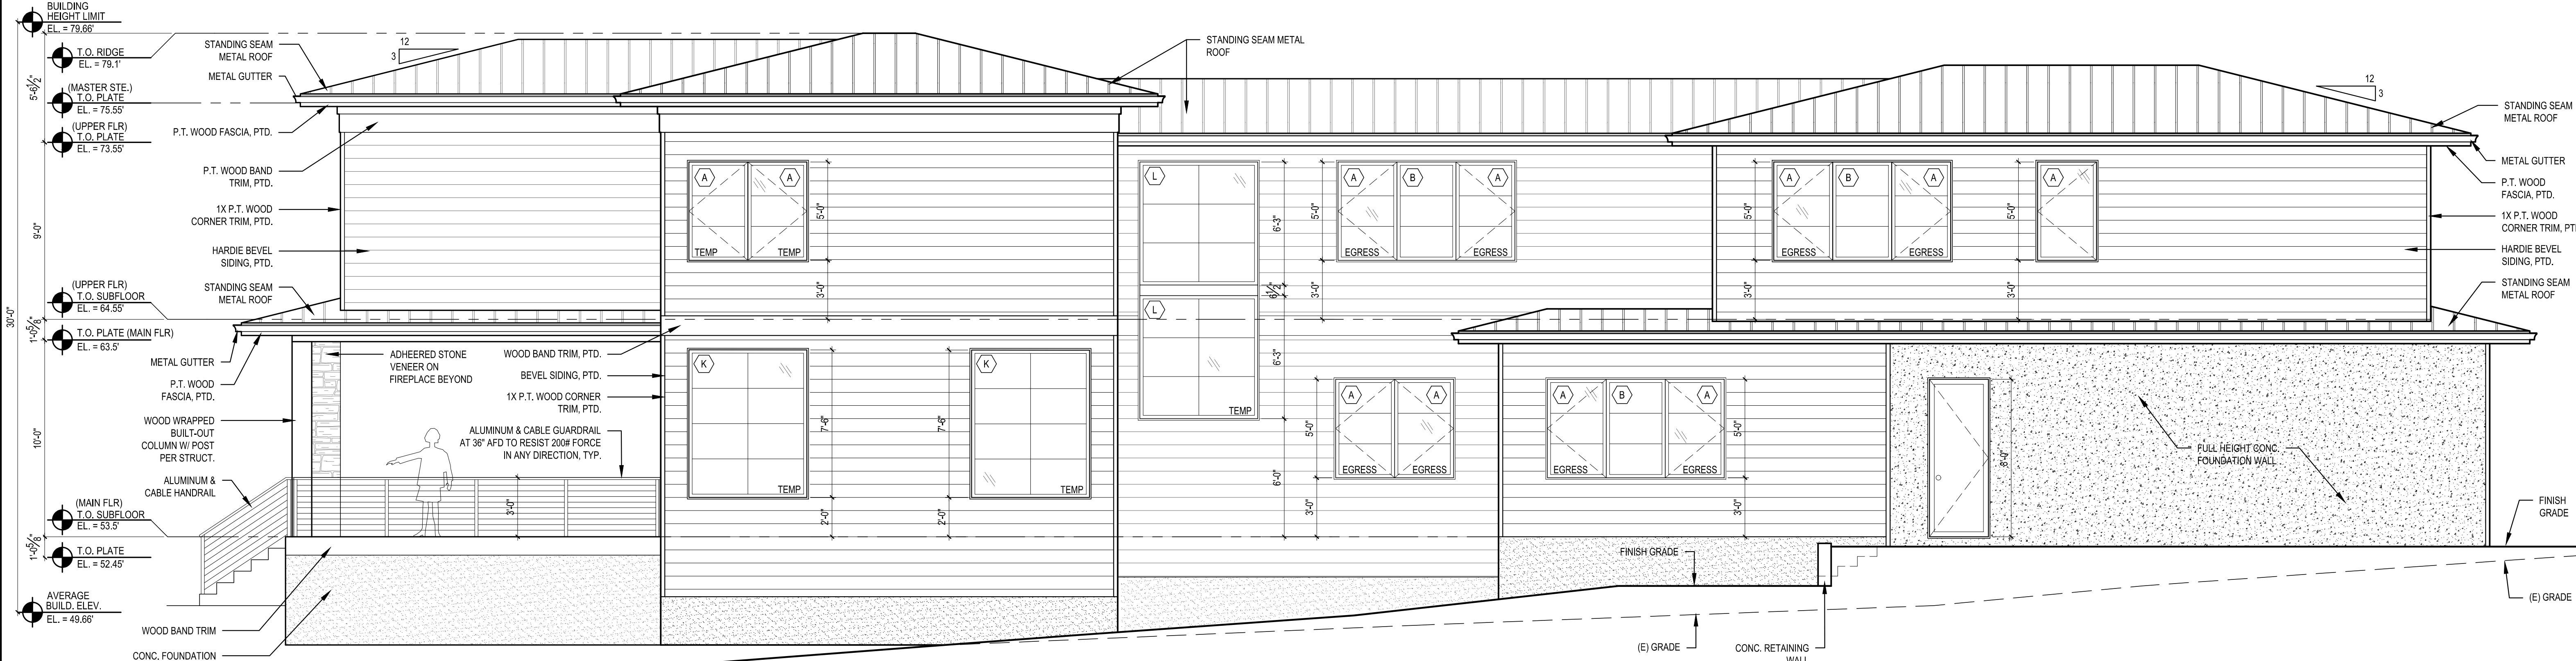 BUILDING
HEIGHT LIMIT
EL. = 79.66'
T.O. RIDGE
EL. = 79.1'
(MASTER STE.)
T.O. PLATE
EL. = 75.55'
(UPPER FLR)
T.O. PLATE
EL. = 73.55'
(UPPER FLR)
T.O. SUBFLOOR
EL. = 64.55'
T.O. PLATE (MAIN FLR)
EL. = 63.5'
(MAIN FLR)
T.O. SUBFLOOR
EL. = 53.5'
T.O. PLATE
EL. = 52.45'
AVERAGE
BUILD. ELEV.
EL. = 49.66'
30'-0"
5'-6 1/2"
9'-0"
1'-0 5/8"
10'-0"
1'-0 5/8"
STANDING SEAM
METAL ROOF
METAL GUTTER
P.T. WOOD FASCIA, PTD.
P.T. WOOD BAND
TRIM, PTD.
1X P.T. WOOD
CORNER TRIM, PTD.
HARDIE BEVEL
SIDING, PTD.
STANDING SEAM
METAL ROOF
METAL GUTTER
P.T. WOOD
FASCIA, PTD.
WOOD WRAPPED
BUILT-OUT
COLUMN W/ POST
PER STRUCT.
ALUMINUM &
CABLE HANDRAIL
WOOD BAND TRIM
CONC. FOUNDATION
12
3
ADHEERED STONE
VENEER ON
FIREPLACE BEYOND
WOOD BAND TRIM, PTD.
BEVEL SIDING, PTD.
1X P.T. WOOD CORNER
TRIM, PTD.
ALUMINUM & CABLE GUARDRAIL
AT 36" AFD TO RESIST 200# FORCE
IN ANY DIRECTION, TYP.
3'-0"
A
A
TEMP
TEMP
5'-0"
3'-0"
K
TEMP
7'-6"
2'-0"
K
TEMP
7'-6"
2'-0"
STANDING SEAM METAL
ROOF
L
L
TEMP
6'-3"
6 1/2"
6'-3"
6'-0"
A
B
A
EGRESS
EGRESS
5'-0"
3'-0"
A
A
EGRESS
EGRESS
5'-0"
3'-0"
A
B
A
EGRESS
EGRESS
5'-0"
3'-0"
A
B
A
EGRESS
EGRESS
5'-0"
3'-0"
A
5'-0"
3'-0"
8'-0"
FULL HEIGHT CONC.
FOUNDATION WALL
FINISH GRADE
(E) GRADE
CONC. RETAINING
WALL
12
3
STANDING SEAM
METAL ROOF
METAL GUTTER
P.T. WOOD
FASCIA, PTD.
1X P.T. WOOD
CORNER TRIM, PTD
HARDIE BEVEL
SIDING, PTD.
STANDING SEAM
METAL ROOF
FINISH
GRADE
(E) GRADE